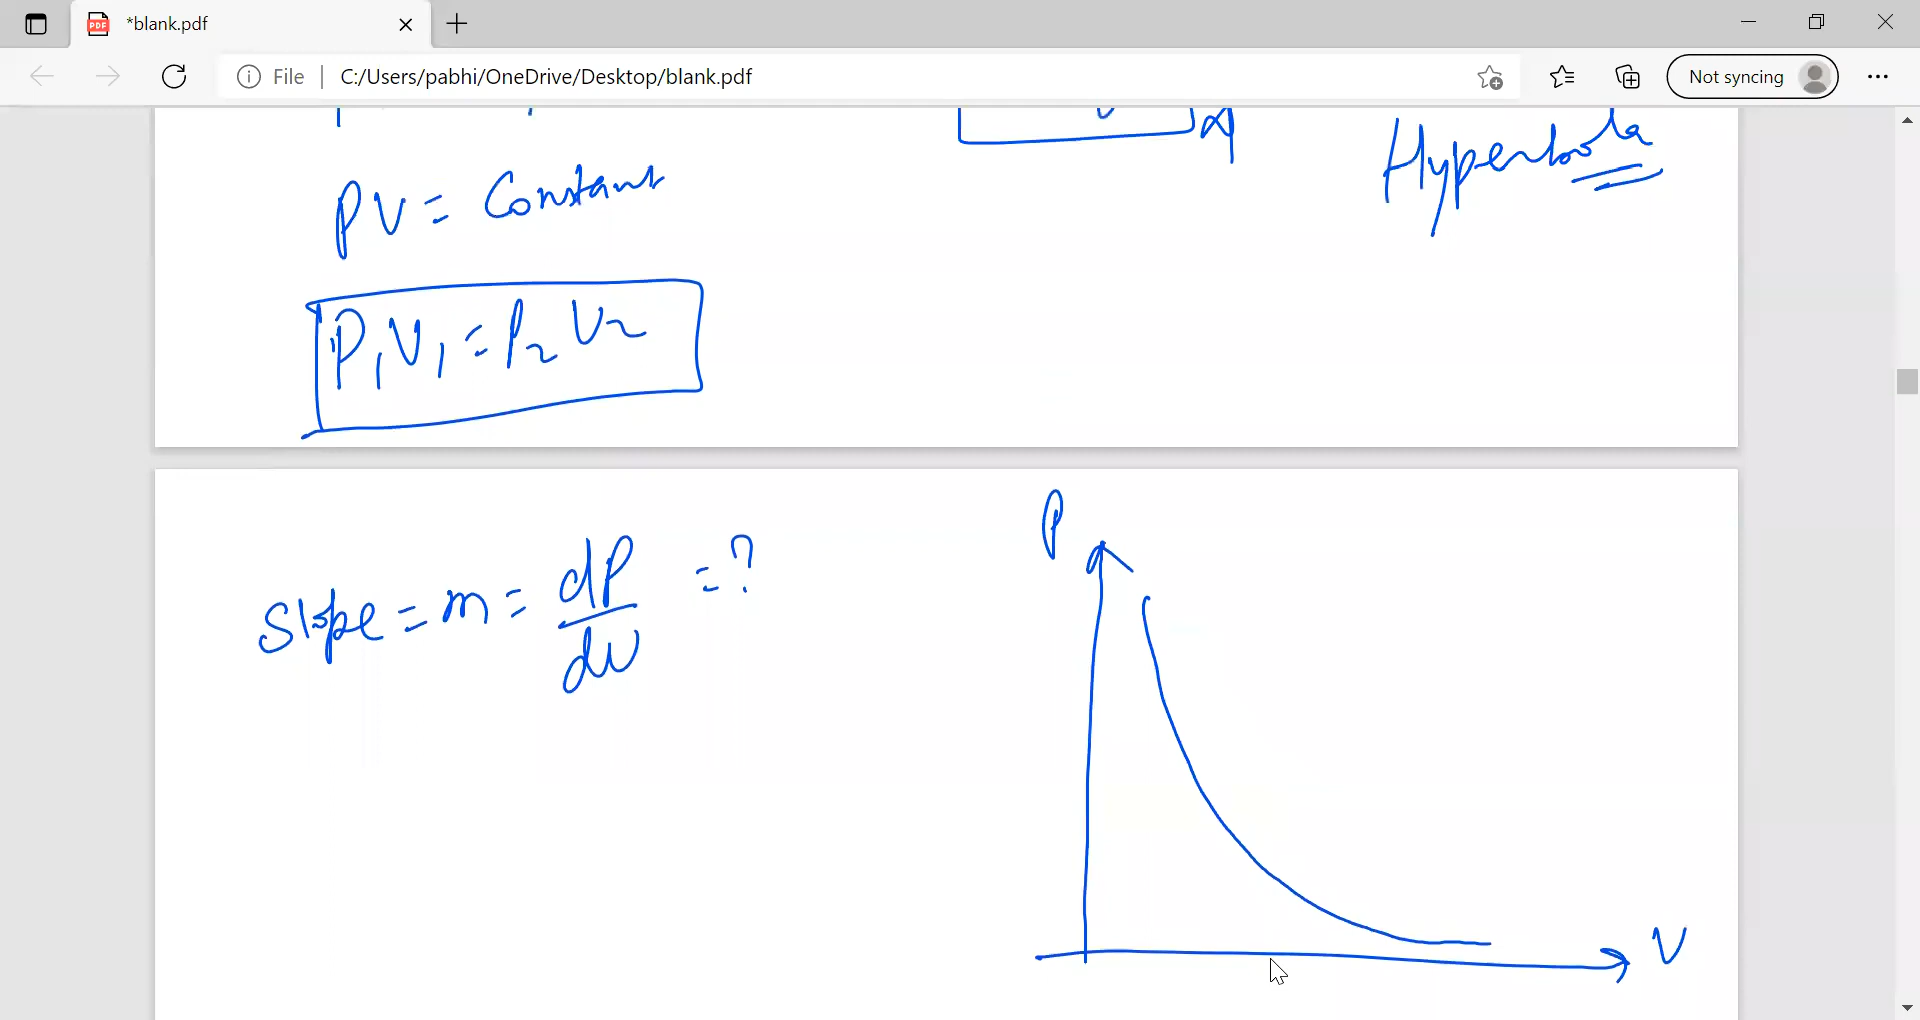 *blank.pdf
File | C:/Users/pabhi/OneDrive/Desktop/blank.pdf
Not syncing
PDF
v
Hyperbola
PV = Constant
P₁V₁ = P₂V₂
Slope = m = dP/dv = ?
P
V